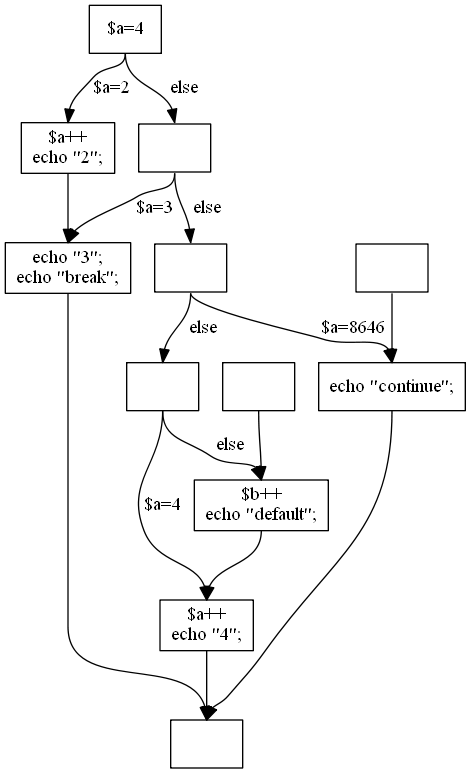 $a=4
$a=2
else
$a++
echo "2";
$a=3
else
echo "3";
echo "break";
else
$a=8646
echo "continue";
else
$a=4
$b++
echo "default";
$a++
echo "4";